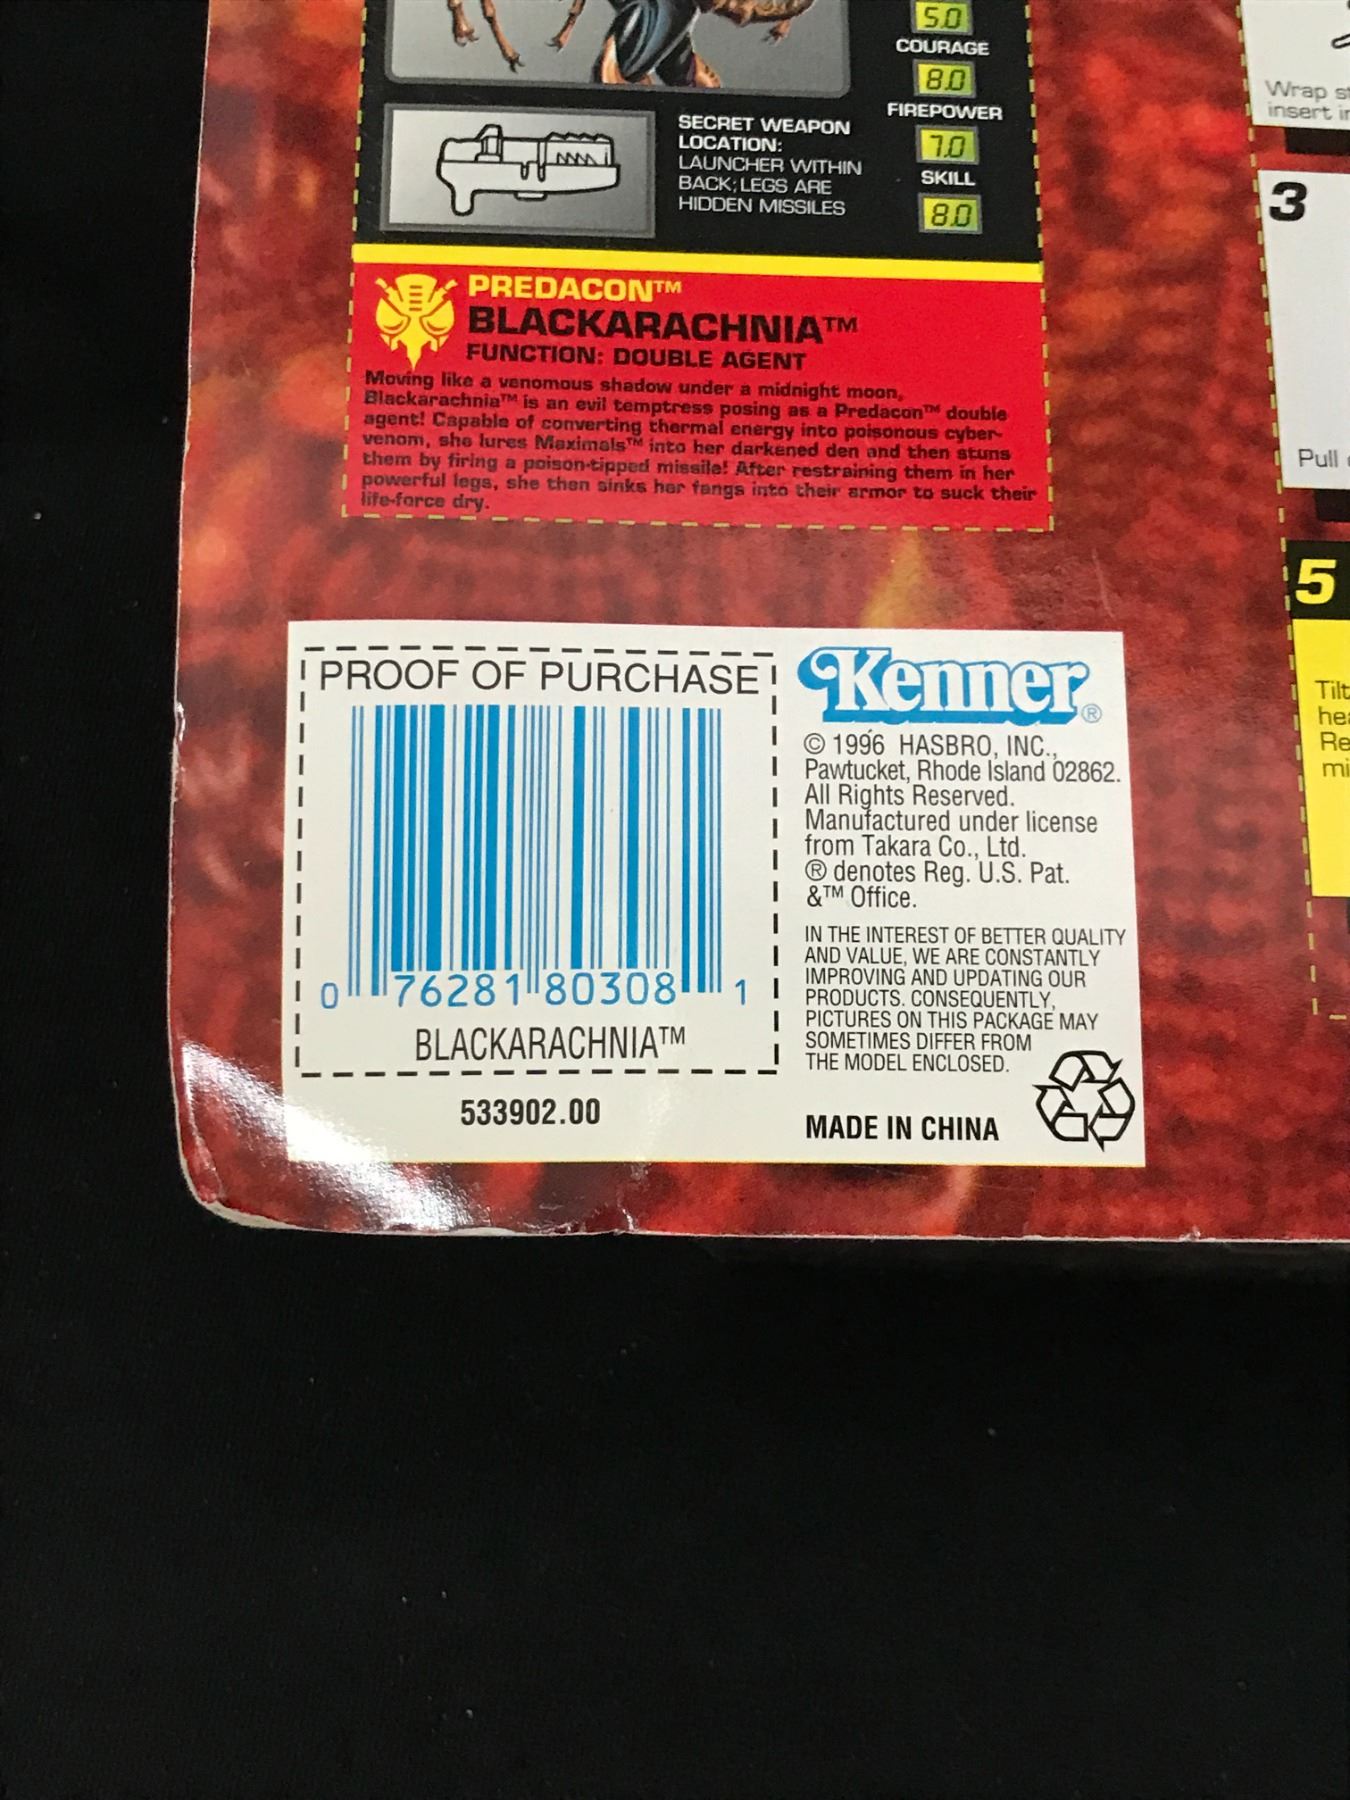 5.0
COURAGE
8.0
FIREPOWER
7.0
SKILL
8.0
SECRET WEAPON
LOCATION:
LAUNCHER WITHIN
BACK; LEGS ARE
HIDDEN MISSILES
PREDACON™
BLACKARACHNIA™
FUNCTION: DOUBLE AGENT
Moving like a venomous shadow under a midnight moon,
Blackarachnia™ is an evil temptress posing as a Predacon™ double
agent! Capable of converting thermal energy into poisonous cyber-
venom, she lures Maximals™ into her darkened den and then stuns
them by firing a poison-tipped missile! After restraining them in her
powerful legs, she then sinks her fangs into their armor to suck their
life-force dry.
PROOF OF PURCHASE
0 76281 80308 1
BLACKARACHNIA™
533902.00
Kenner®
© 1996 HASBRO, INC.,
Pawtucket, Rhode Island 02862.
All Rights Reserved.
Manufactured under license
from Takara Co., Ltd.
® denotes Reg. U.S. Pat.
&™ Office.
IN THE INTEREST OF BETTER QUALITY
AND VALUE, WE ARE CONSTANTLY
IMPROVING AND UPDATING OUR
PRODUCTS. CONSEQUENTLY,
PICTURES ON THIS PACKAGE MAY
SOMETIMES DIFFER FROM
THE MODEL ENCLOSED.
MADE IN CHINA
Wrap
insert
3
Pull
5
Tilt
Re
mi